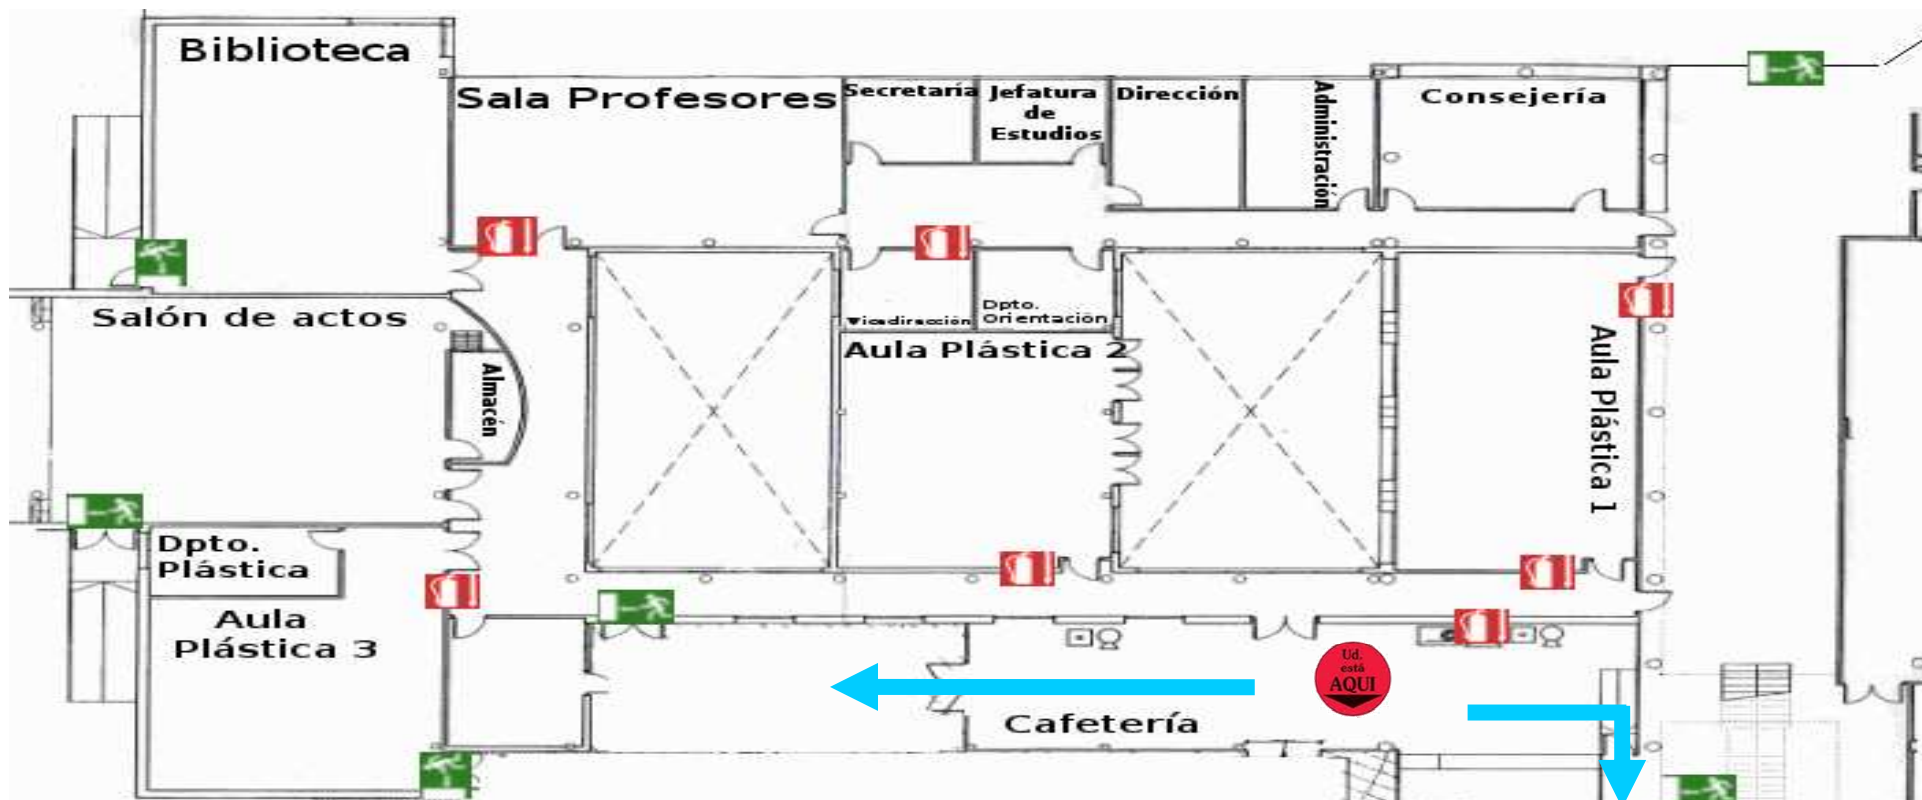 Biblioteca
Sala Profesores
Secretaría
Jefatura
de
Estudios
Dirección
Administración
Consejería
Salón de actos
Almacén
Vicedirección
Dpto.
Orientación
Aula Plástica 2
Aula Plástica 1
Dpto.
Plástica
Aula
Plástica 3
Ud.
está
AQUI
Cafetería